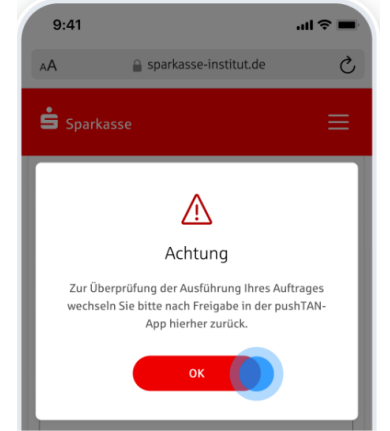 9:41
AA
sparkasse-institut.de
Sparkasse
Achtung
Zur Überprüfung der Ausführung Ihres Auftrages
wechseln Sie bitte nach Freigabe in der pushTAN-
App hierher zurück.
OK